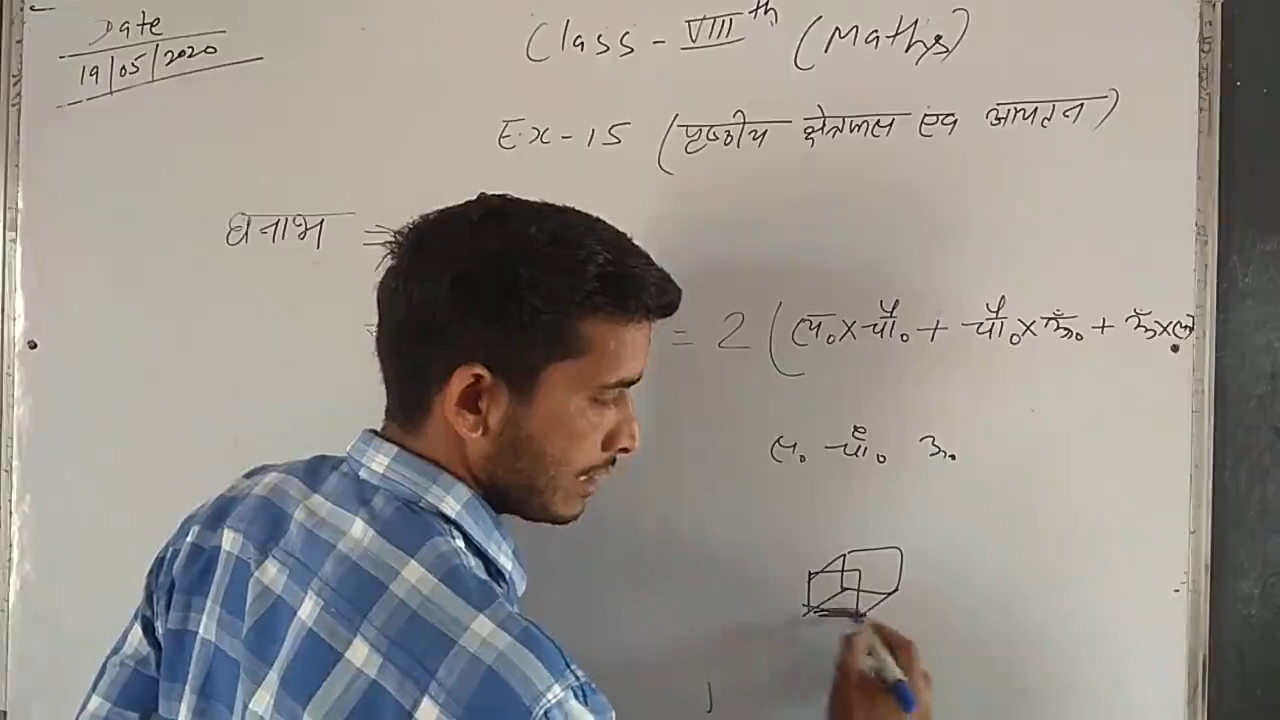 Date
19/05/2020
Class - VIIIth (Maths)
Ex-15 (पृष्ठीय क्षेत्रफल एवं आयतन)
घनाभ ⇒
= 2 (ल०×चौ०+चौ०×ऊँ०+ऊँ×ल०
ल० चौ० ऊ०